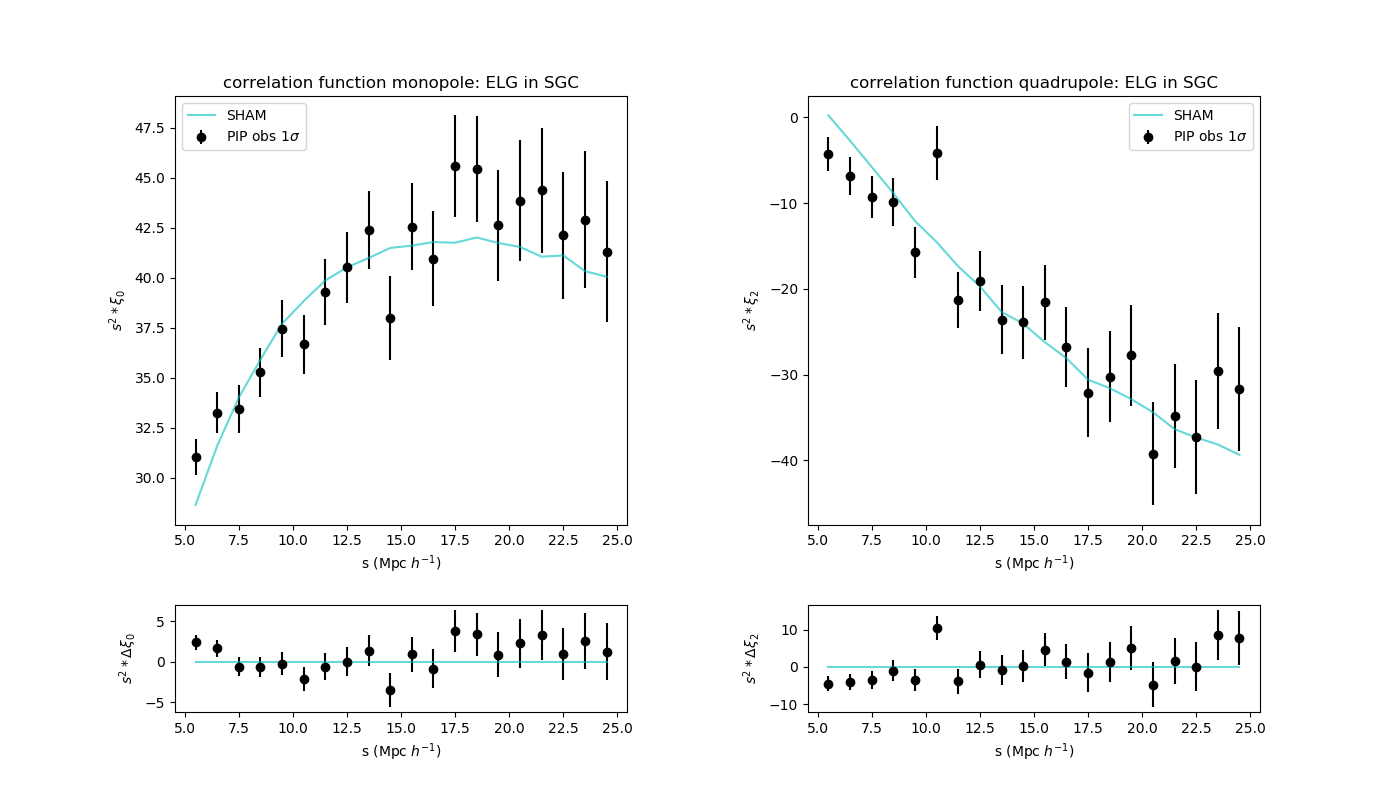 correlation function monopole: ELG in SGC
SHAM
PIP obs 1σ
47.5
45.0
42.5
40.0
37.5
35.0
32.5
30.0
s² * ξ₀
5.0 7.5 10.0 12.5 15.0 17.5 20.0 22.5 25.0
s (Mpc h⁻¹)
correlation function quadrupole: ELG in SGC
SHAM
PIP obs 1σ
0
−10
−20
−30
−40
s² * ξ₂
5.0 7.5 10.0 12.5 15.0 17.5 20.0 22.5 25.0
s (Mpc h⁻¹)
5
0
−5
s² * Δξ₀
5.0 7.5 10.0 12.5 15.0 17.5 20.0 22.5 25.0
s (Mpc h⁻¹)
10
0
−10
s² * Δξ₂
5.0 7.5 10.0 12.5 15.0 17.5 20.0 22.5 25.0
s (Mpc h⁻¹)